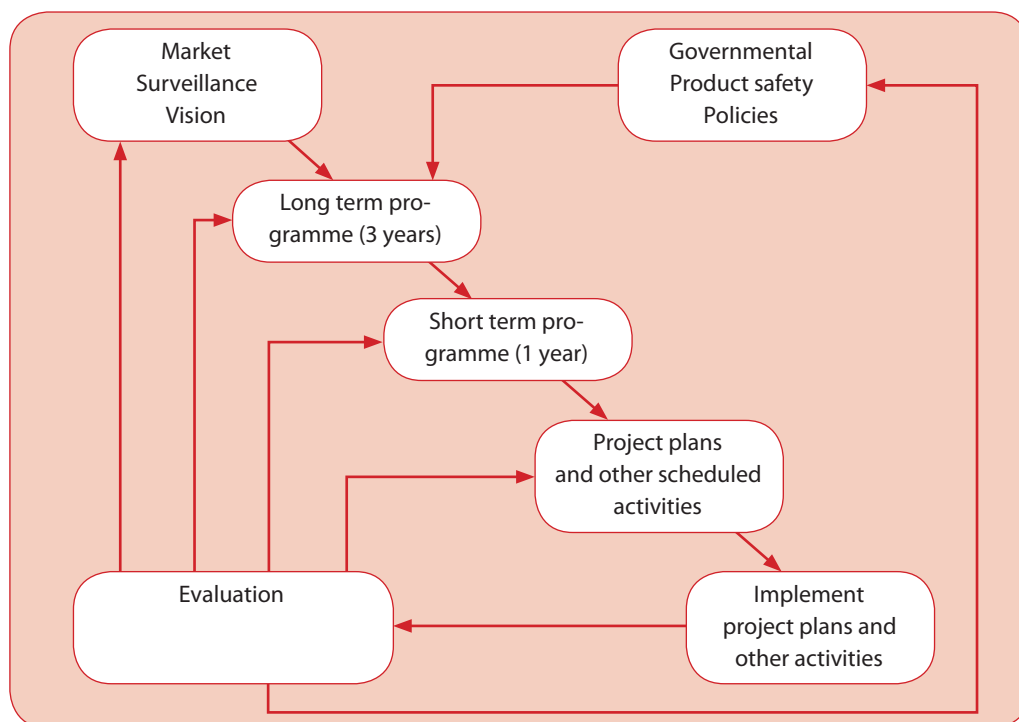 Market
Surveillance
Vision
Governmental
Product safety
Policies
Long term pro-
gramme (3 years)
Short term pro-
gramme (1 year)
Project plans
and other scheduled
activities
Evaluation
Implement
project plans and
other activities